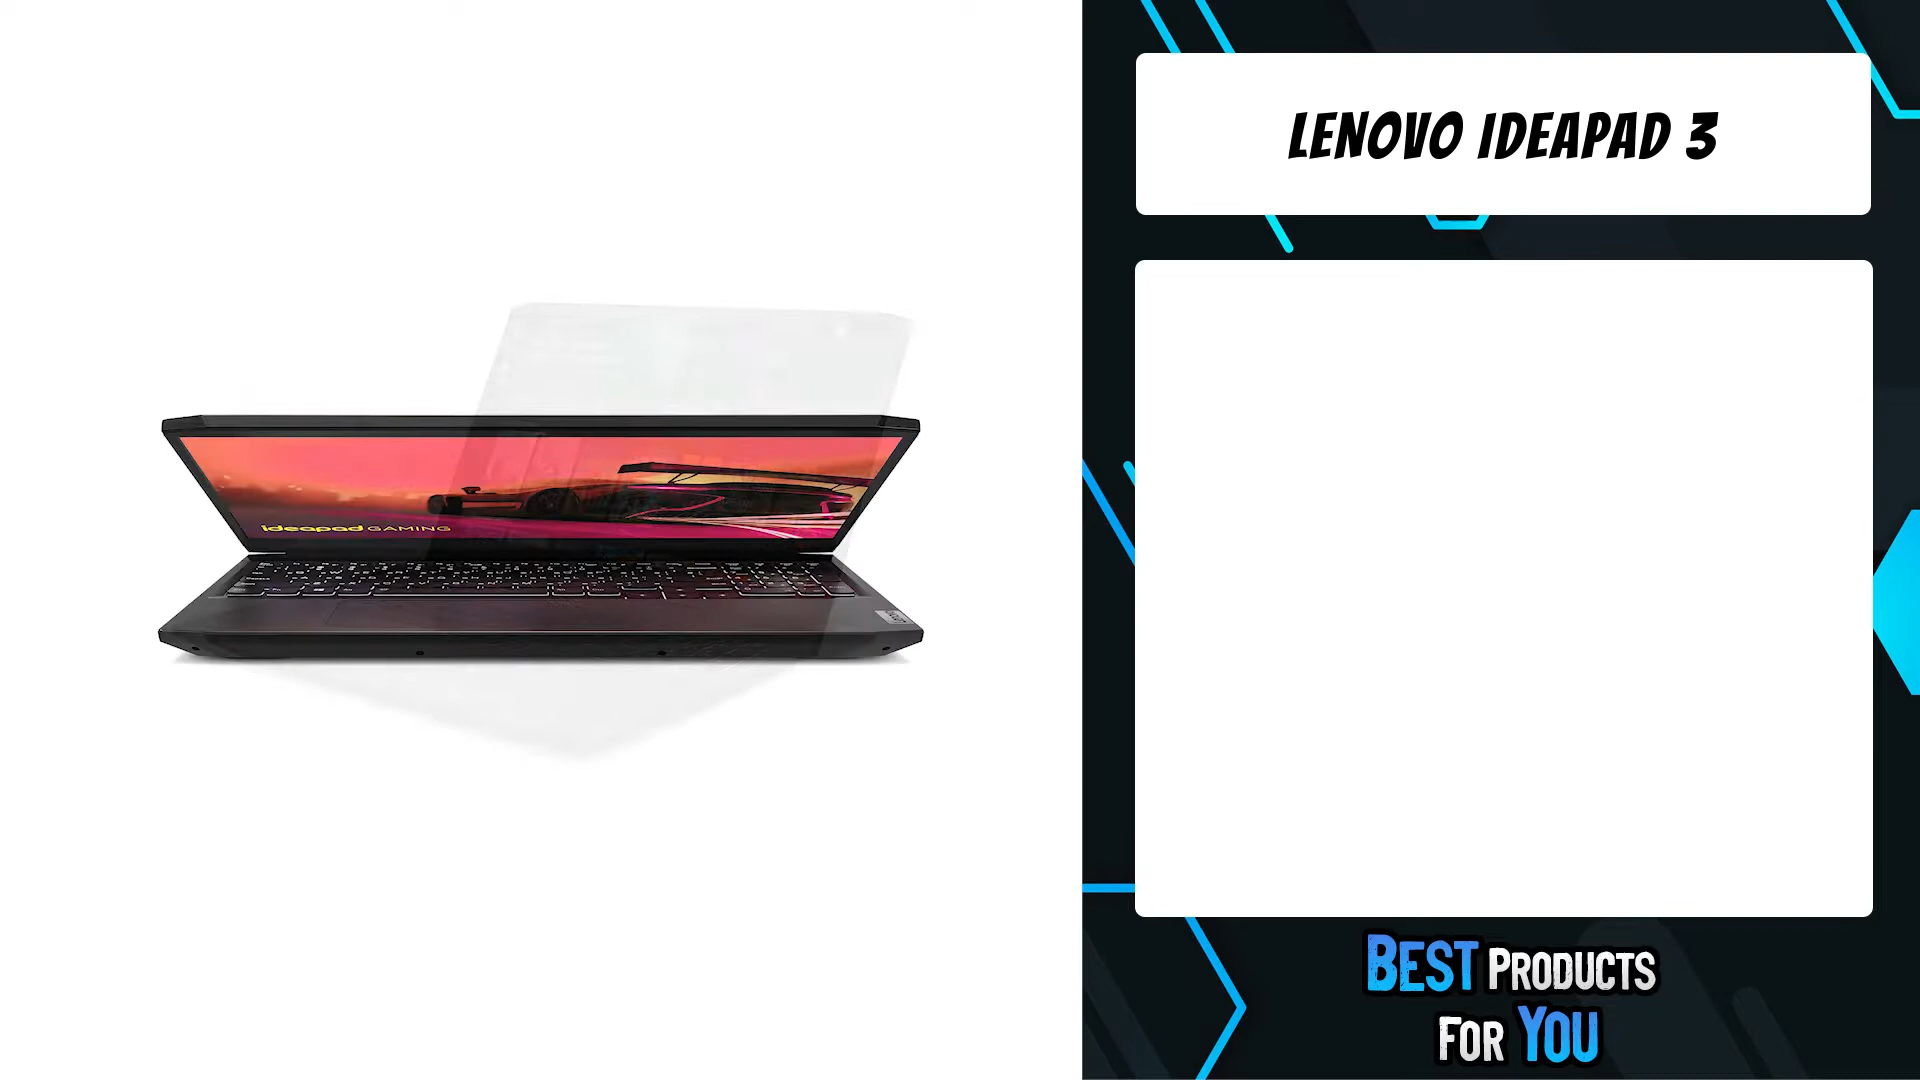 LENOVO IDEAPAD 3
ideapad GAMING
BEST PRODUCTS
FOR YOU